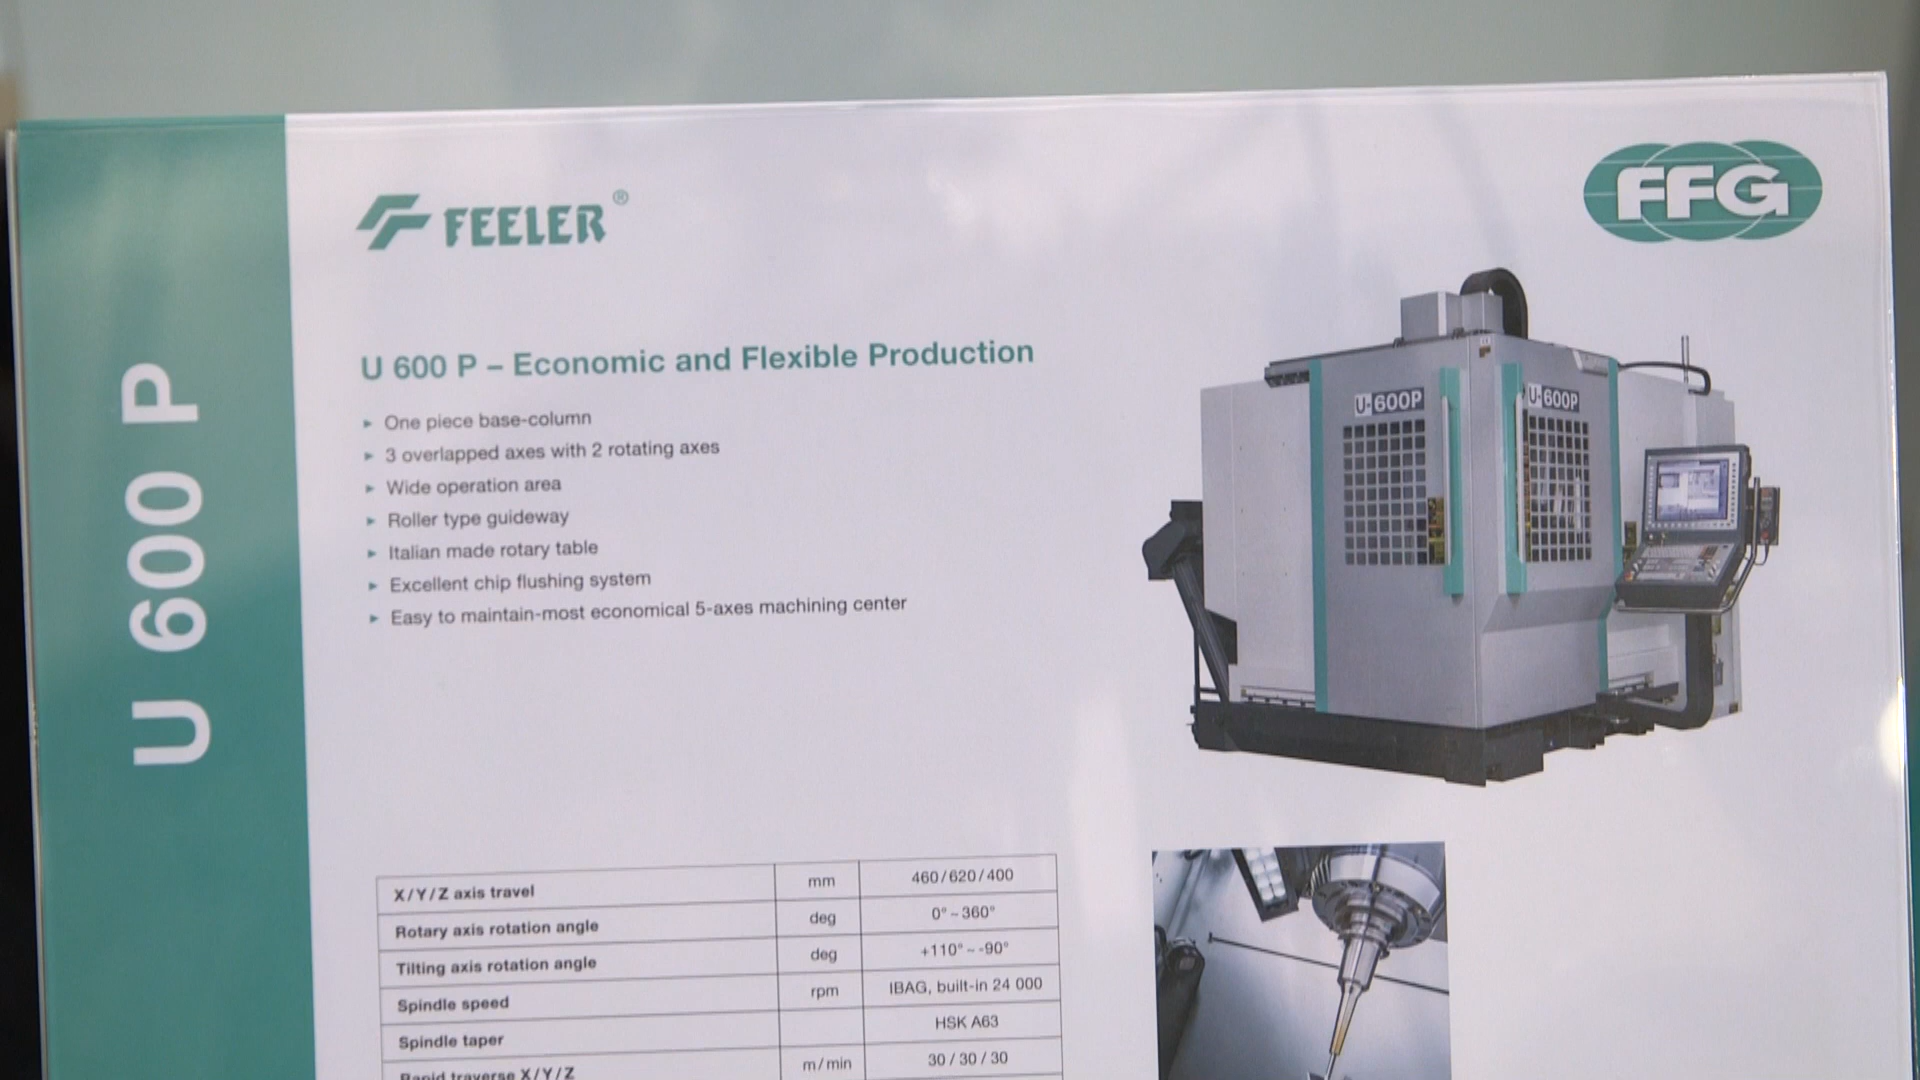 U 600 P
FEELER®
FFG
U 600 P – Economic and Flexible Production
► One piece base-column
► 3 overlapped axes with 2 rotating axes
► Wide operation area
► Roller type guideway
► Italian made rotary table
► Excellent chip flushing system
► Easy to maintain-most economical 5-axes machining center
U-600P
U-600P
X/Y/Z axis travel mm 460/620/400
Rotary axis rotation angle deg 0° ~ 360°
Tilting axis rotation angle deg +110° ~ -90°
Spindle speed rpm IBAG, built-in 24 000
Spindle taper HSK A63
Rapid traverse X/Y/Z m/min 30 / 30 / 30